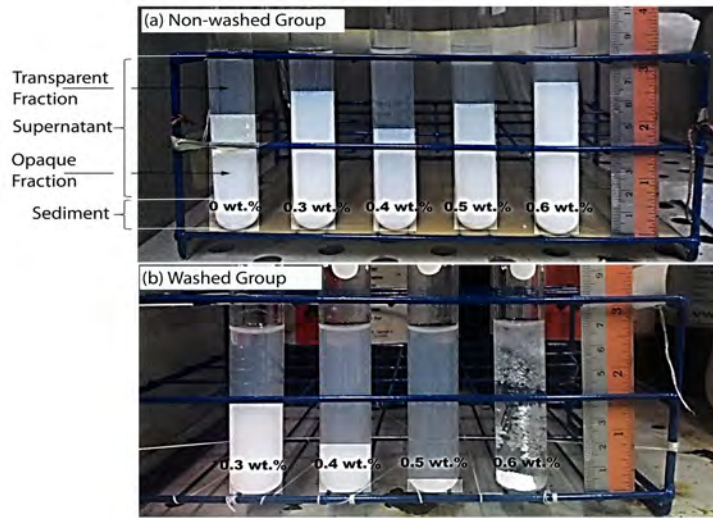 (a) Non-washed Group
Transparent
Fraction
Supernatant
Opaque
Fraction
Sediment
0 wt.%
0.3 wt.%
0.4 wt.%
0.5 wt.%
0.6 wt.%
(b) Washed Group
0.3 wt.%
0.4 wt.%
0.5 wt.%
0.6 wt.%